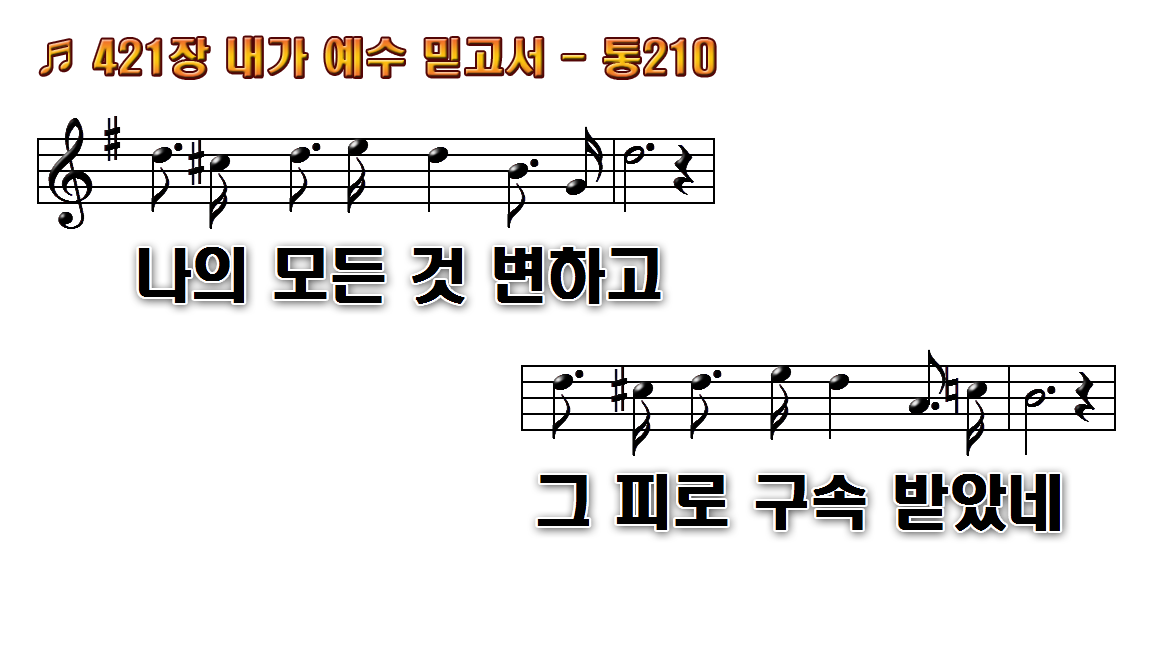 421장 내가 예수 믿고서 - 통210
나의 모든 것 변하고
그 피로 구속 받았네